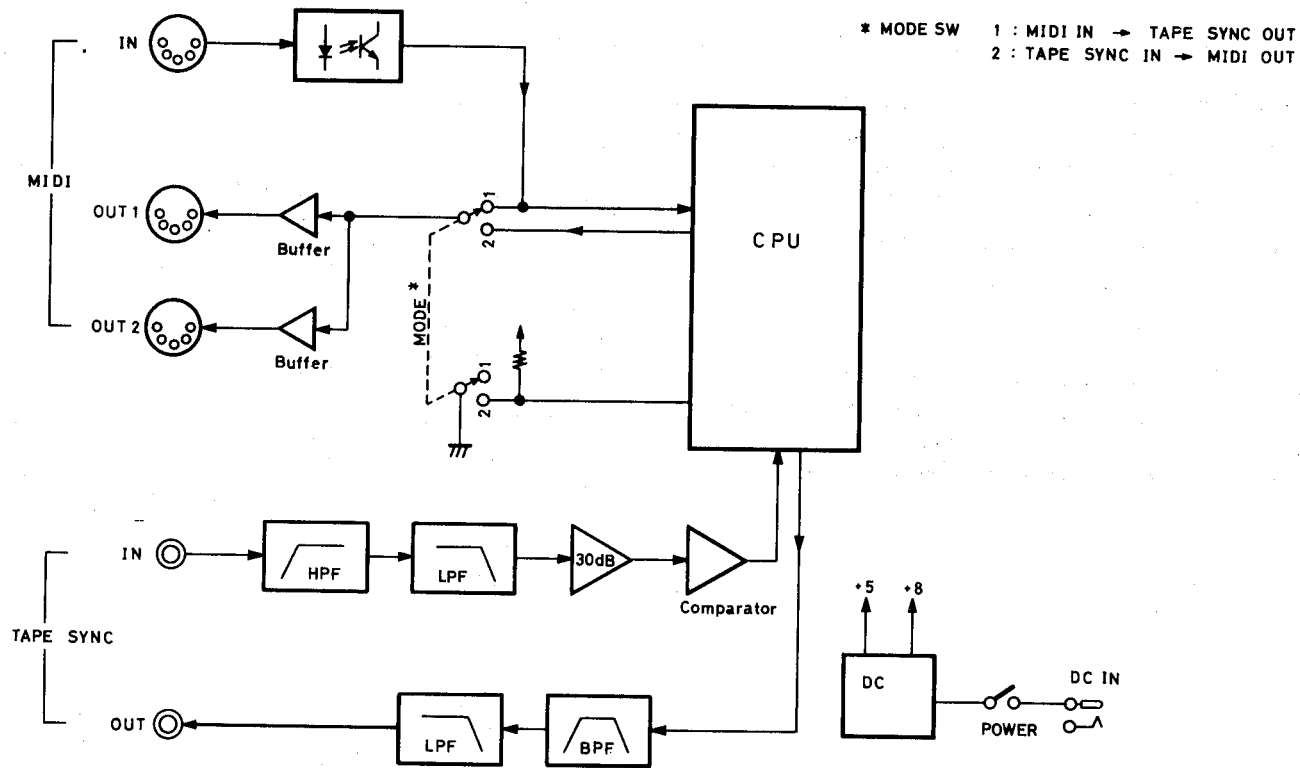 * MODE SW 1 : MIDI IN → TAPE SYNC OUT
2 : TAPE SYNC IN → MIDI OUT
IN
MIDI
OUT 1
Buffer
OUT 2
Buffer
1
2
MODE *
1
2
CPU
IN
HPF
LPF
30dB
Comparator
TAPE SYNC
OUT
LPF
BPF
+5 +8
DC
POWER
DC IN